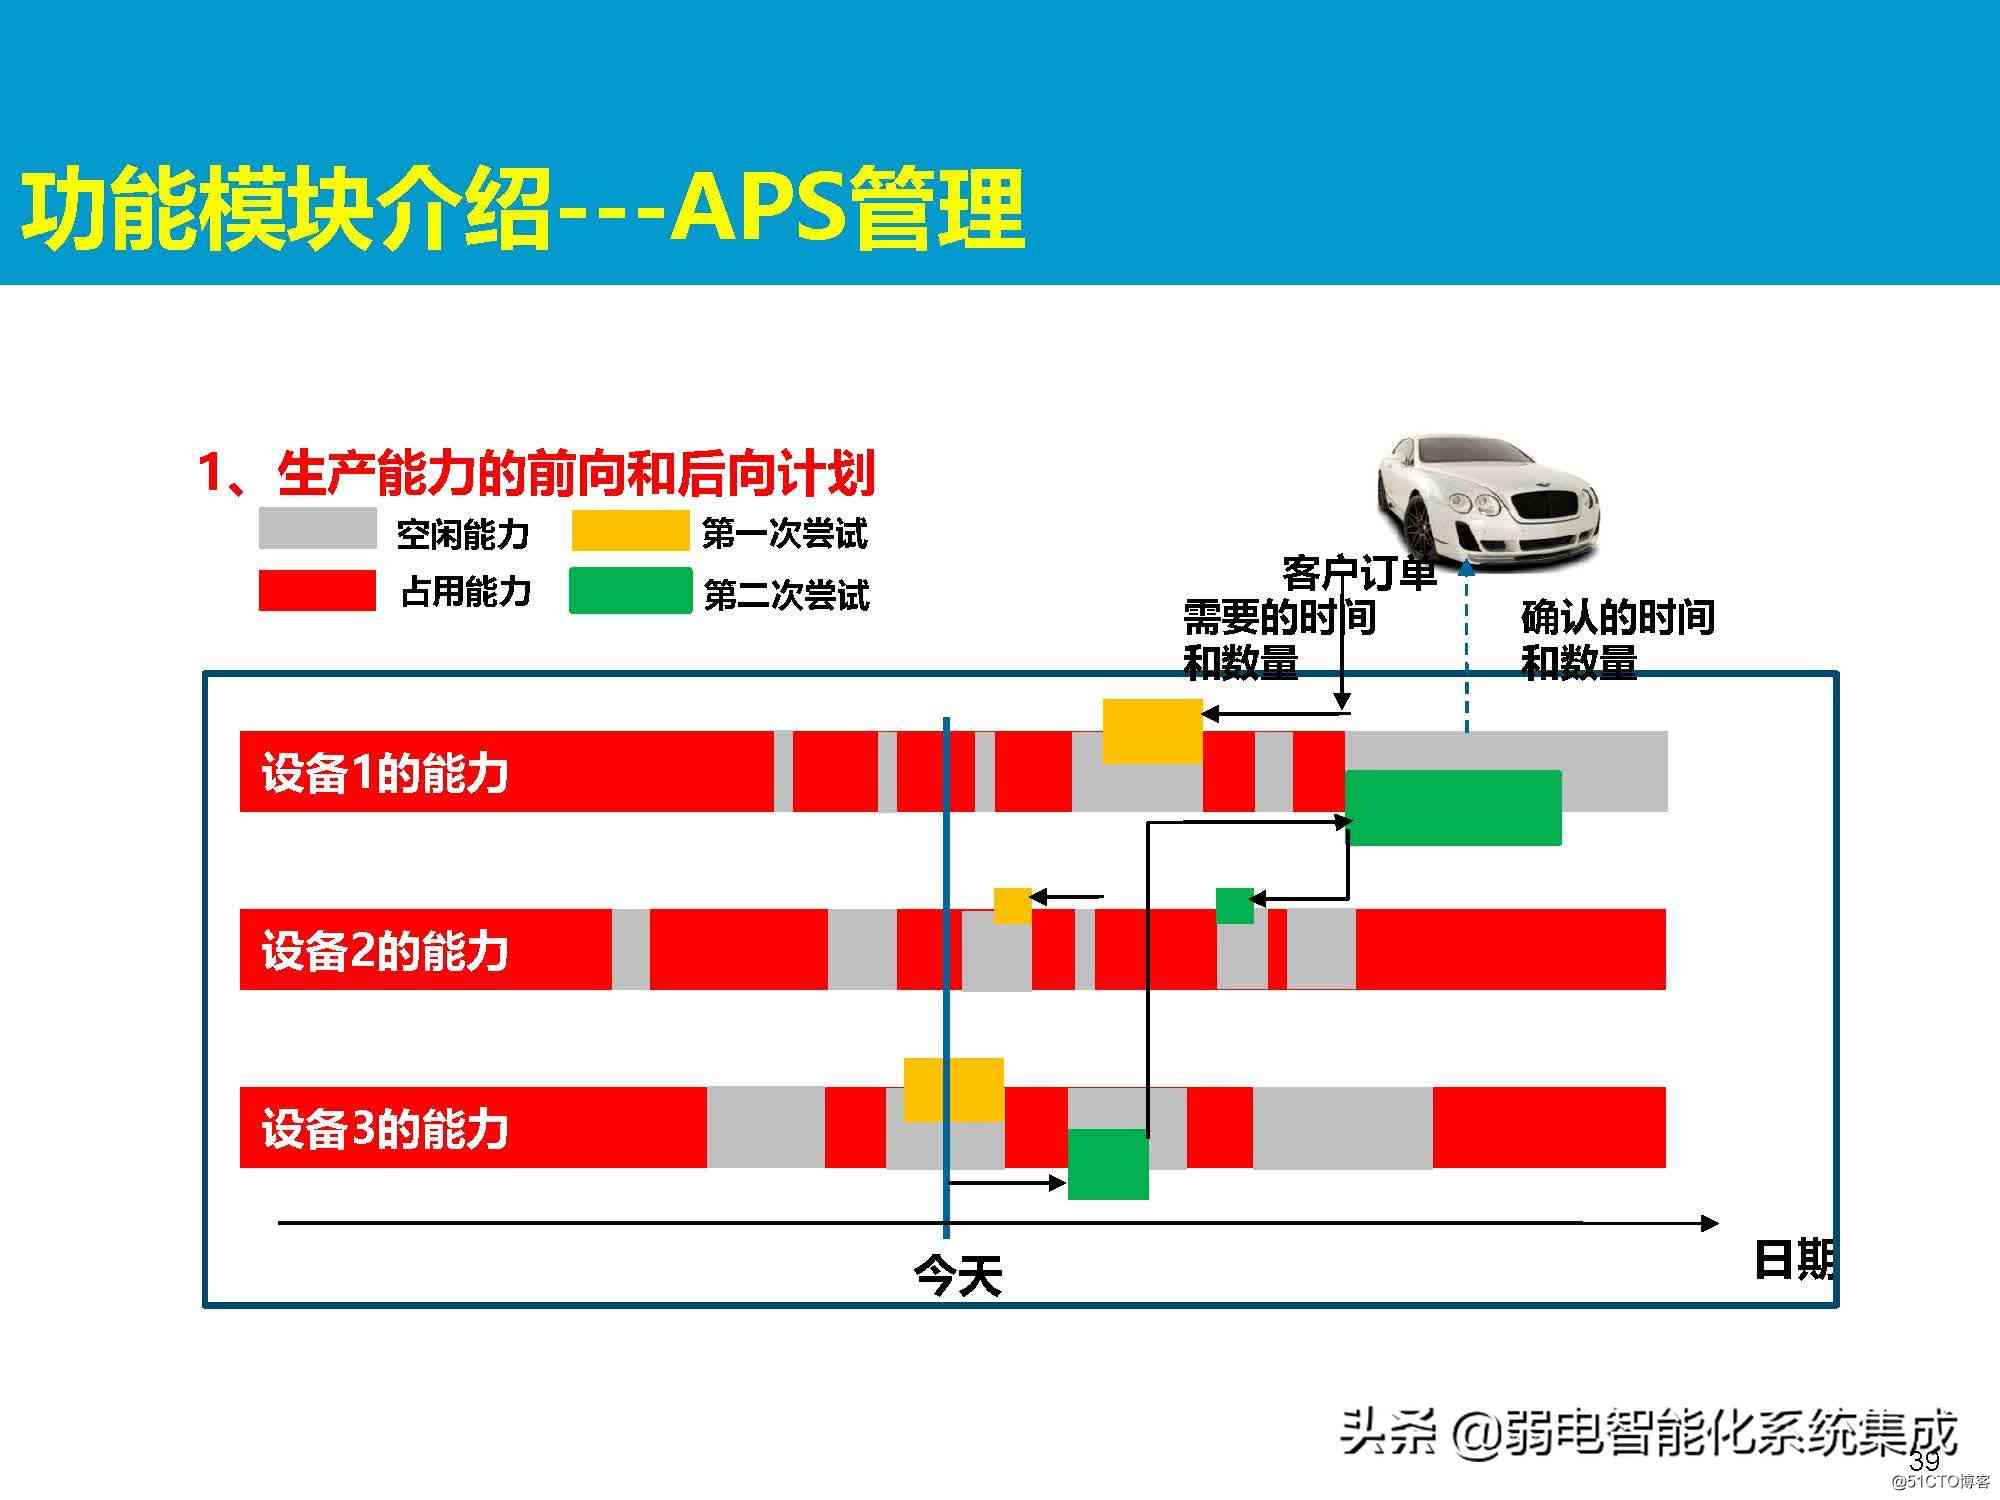 功能模块介绍---APS管理
1、生产能力的前向和后向计划
空闲能力
第一次尝试
占用能力
第二次尝试
客户订单
需要的时间
和数量
确认的时间
和数量
设备1的能力
设备2的能力
设备3的能力
今天
日期
头条 @弱电智能化系统集成
39
@51CTO博客